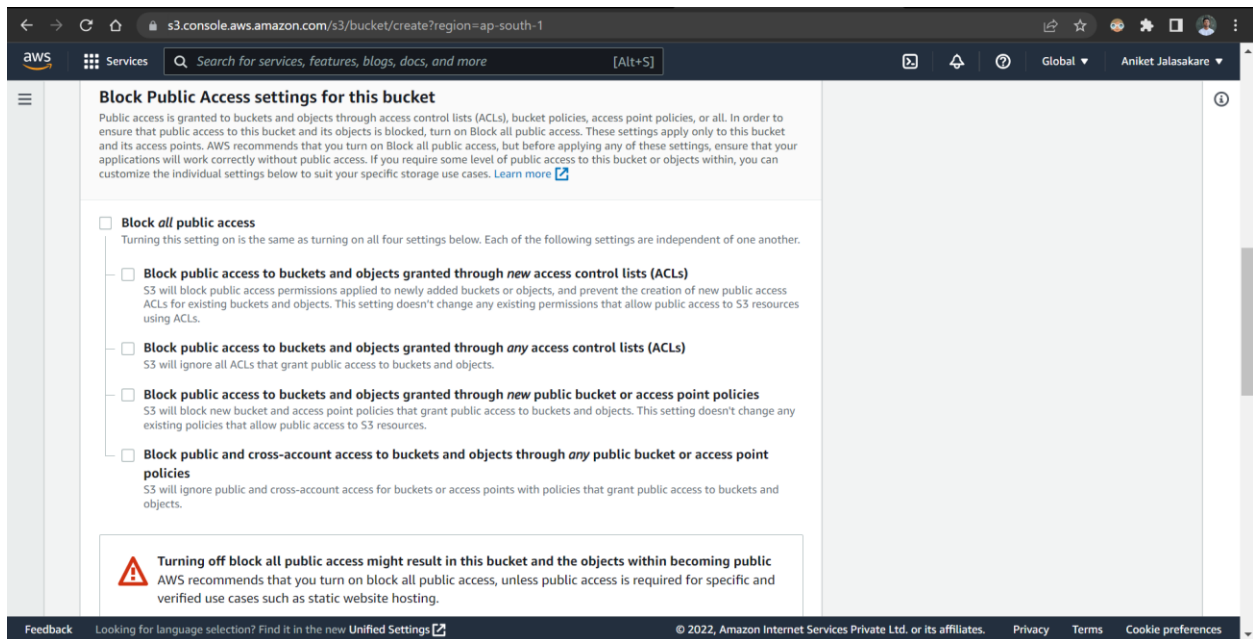 s3.console.aws.amazon.com/s3/bucket/create?region=ap-south-1
aws Services Search for services, features, blogs, docs, and more [Alt+S] Global Aniket Jalasakare
Block Public Access settings for this bucket
Public access is granted to buckets and objects through access control lists (ACLs), bucket policies, access point policies, or all. In order to
ensure that public access to this bucket and its objects is blocked, turn on Block all public access. These settings apply only to this bucket
and its access points. AWS recommends that you turn on Block all public access, but before applying any of these settings, ensure that your
applications will work correctly without public access. If you require some level of public access to this bucket or objects within, you can
customize the individual settings below to suit your specific storage use cases. Learn more
Block all public access
Turning this setting on is the same as turning on all four settings below. Each of the following settings are independent of one another.
Block public access to buckets and objects granted through new access control lists (ACLs)
S3 will block public access permissions applied to newly added buckets or objects, and prevent the creation of new public access
ACLs for existing buckets and objects. This setting doesn't change any existing permissions that allow public access to S3 resources
using ACLs.
Block public access to buckets and objects granted through any access control lists (ACLs)
S3 will ignore all ACLs that grant public access to buckets and objects.
Block public access to buckets and objects granted through new public bucket or access point policies
S3 will block new bucket and access point policies that grant public access to buckets and objects. This setting doesn't change any
existing policies that allow public access to S3 resources.
Block public and cross-account access to buckets and objects through any public bucket or access point
policies
S3 will ignore public and cross-account access for buckets or access points with policies that grant public access to buckets and
objects.
Turning off block all public access might result in this bucket and the objects within becoming public
AWS recommends that you turn on block all public access, unless public access is required for specific and
verified use cases such as static website hosting.
Feedback Looking for language selection? Find it in the new Unified Settings © 2022, Amazon Internet Services Private Ltd. or its affiliates. Privacy Terms Cookie preferences